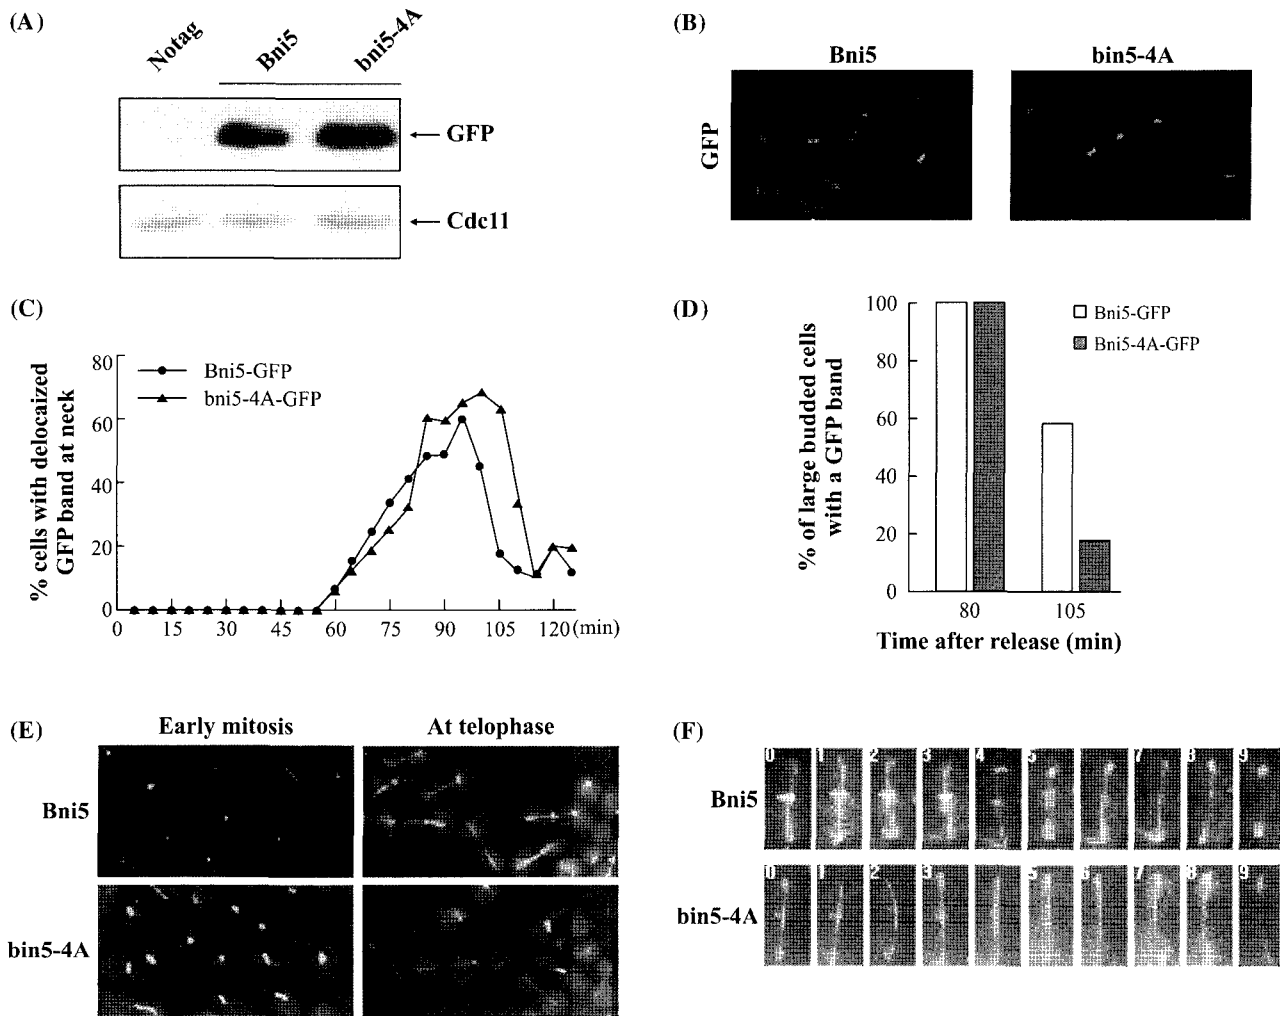 (A)
Notag
Bni5
bni5-4A
GFP
Cdc11
(B)
Bni5
bin5-4A
GFP
(C)
% cells with delocaized
GFP band at neck
80
60
40
20
0
Bni5-GFP
bni5-4A-GFP
0 15 30 45 60 75 90 105 120 (min)
(D)
% of large budded cells
with a GFP band
100
80
60
40
20
0
Bni5-GFP
Bni5-4A-GFP
80 105
Time after release (min)
(E)
Early mitosis
At telophase
Bni5
bin5-4A
(F)
Bni5
0 1 2 3 4 5 6 7 8 9
bin5-4A
0 1 2 3 4 5 6 7 8 9